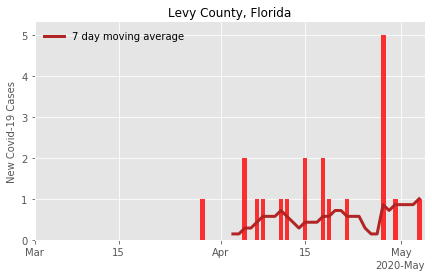 Levy County, Florida
7 day moving average
New Covid-19 Cases
5
4
3
2
1
0
Mar
15
Apr
15
May
2020-May